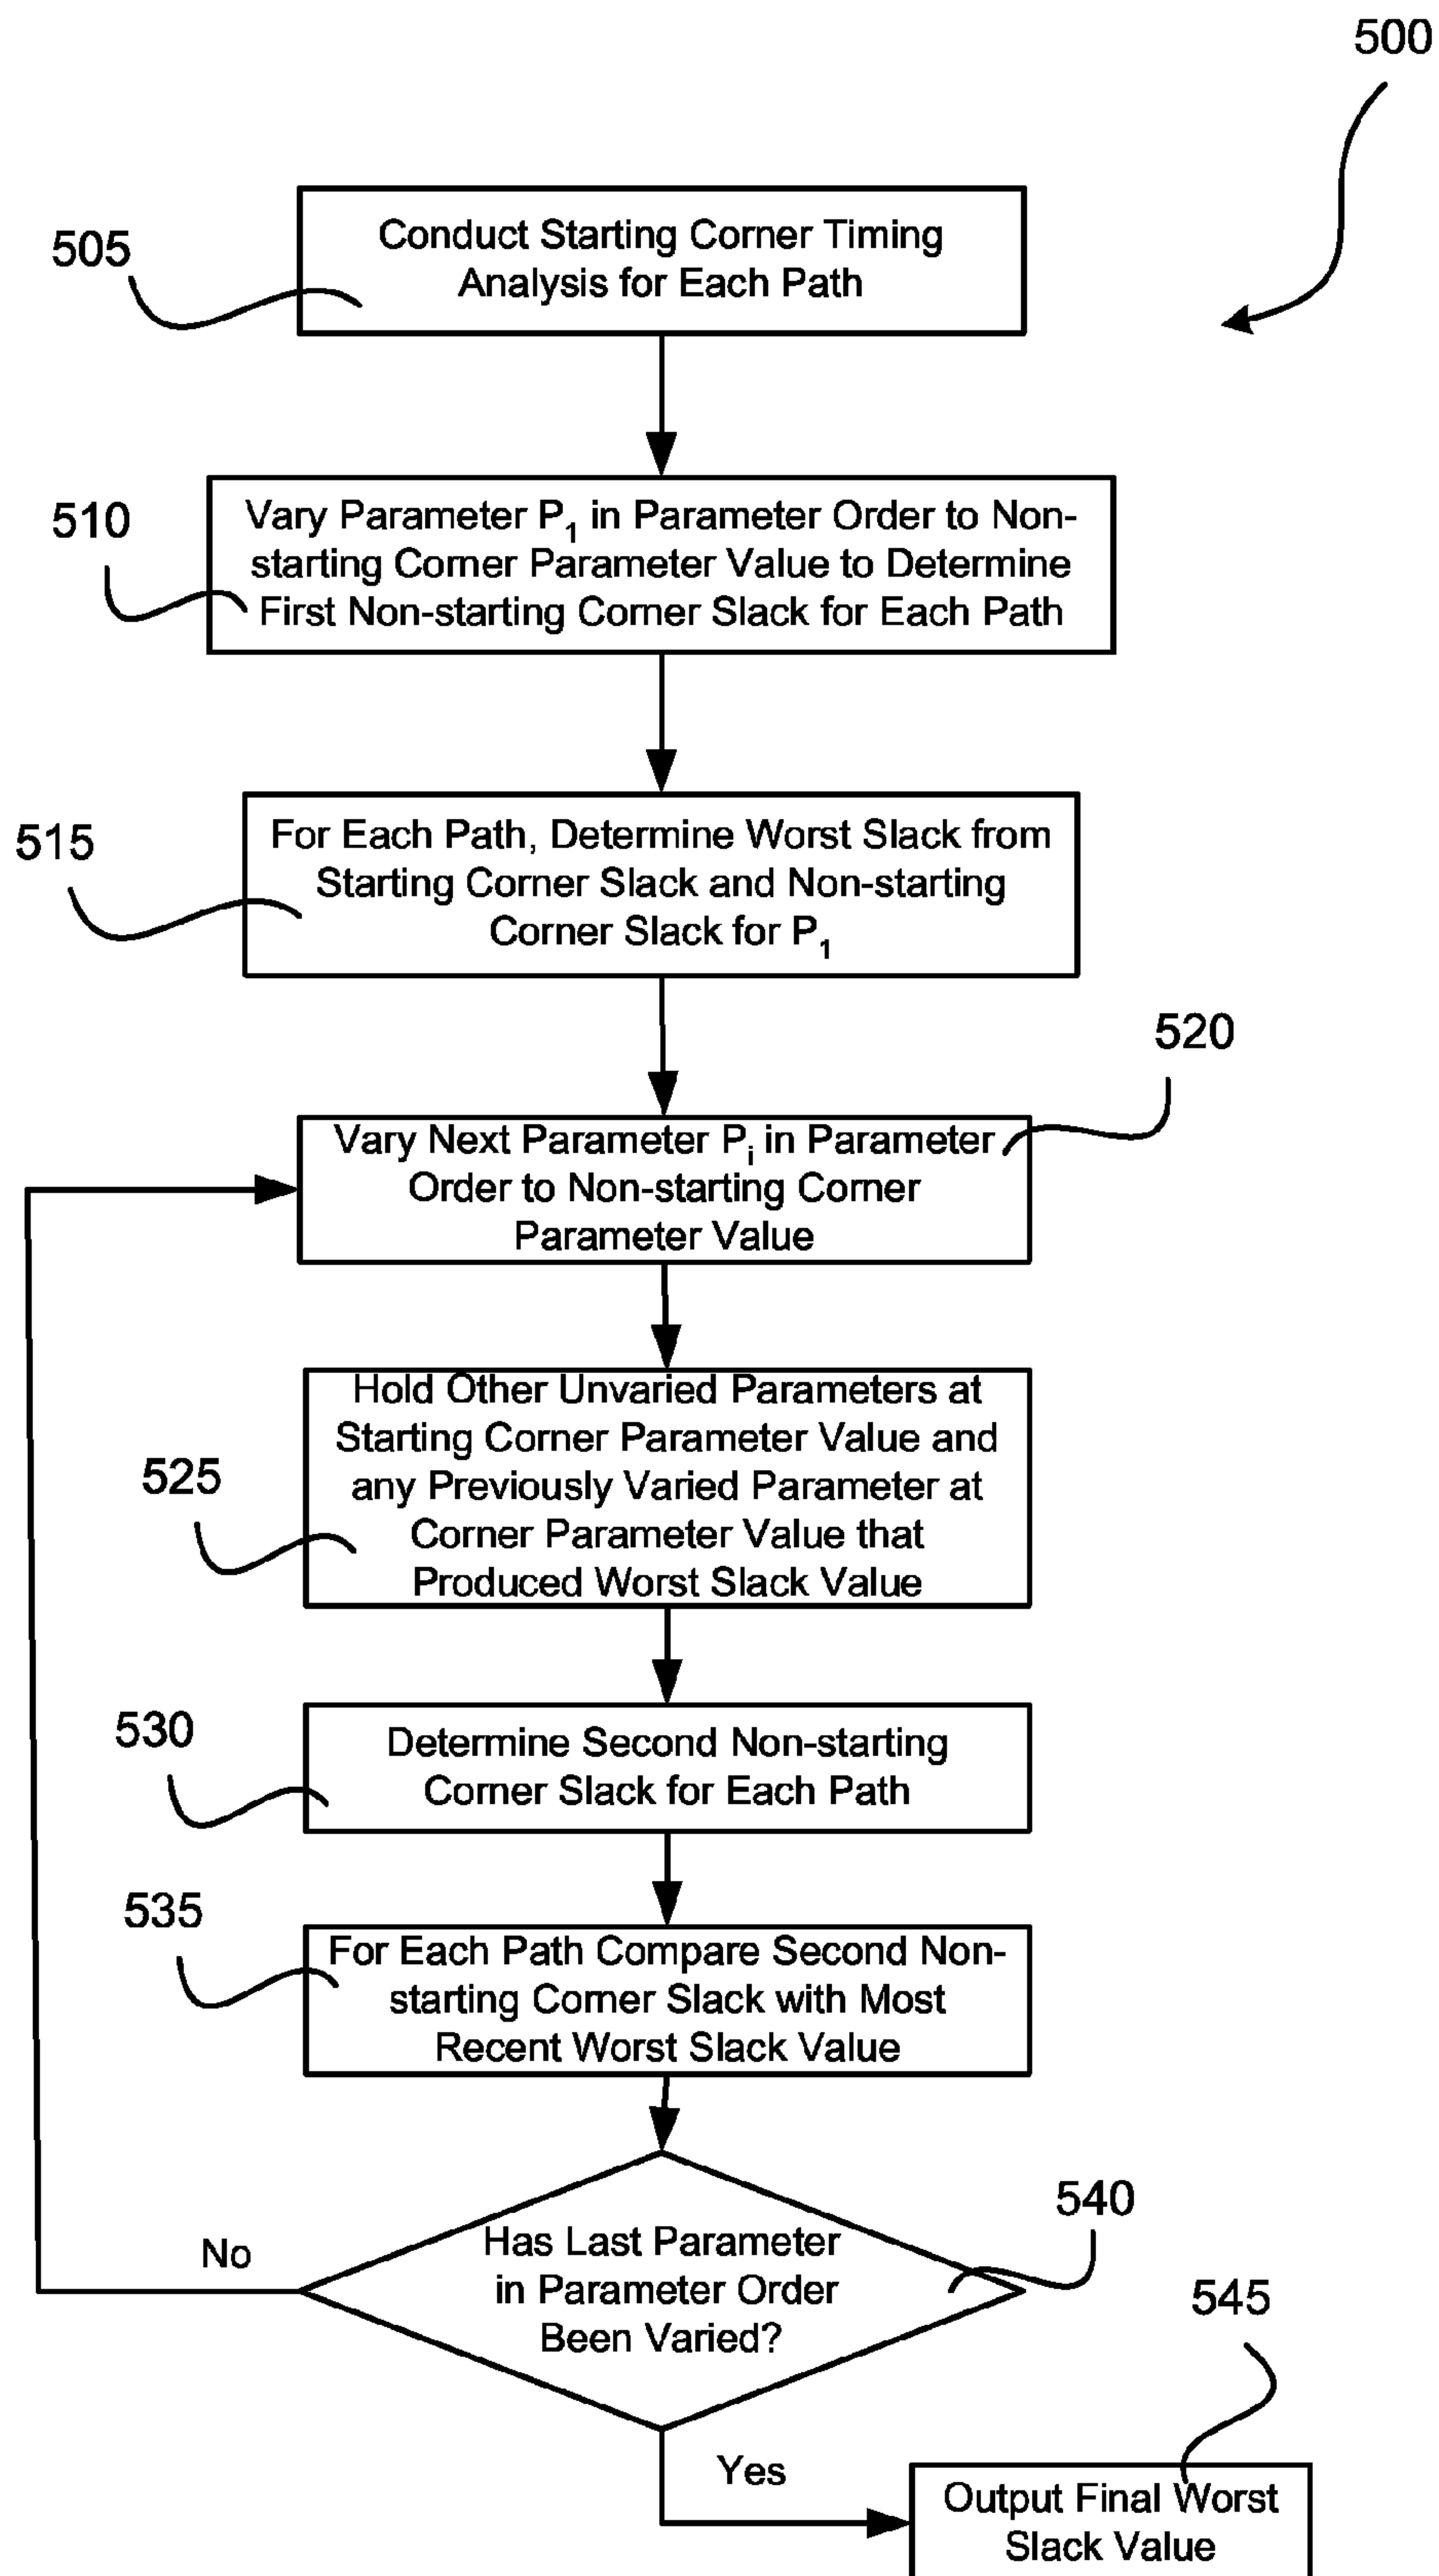 500
505
Conduct Starting Corner Timing
Analysis for Each Path
510
Vary Parameter P₁ in Parameter Order to Non-
starting Corner Parameter Value to Determine
First Non-starting Corner Slack for Each Path
515
For Each Path, Determine Worst Slack from
Starting Corner Slack and Non-starting
Corner Slack for P₁
520
Vary Next Parameter Pᵢ in Parameter
Order to Non-starting Corner
Parameter Value
525
Hold Other Unvaried Parameters at
Starting Corner Parameter Value and
any Previously Varied Parameter at
Corner Parameter Value that
Produced Worst Slack Value
530
Determine Second Non-starting
Corner Slack for Each Path
535
For Each Path Compare Second Non-
starting Corner Slack with Most
Recent Worst Slack Value
540
Has Last Parameter
in Parameter Order
Been Varied?
No
Yes
545
Output Final Worst
Slack Value